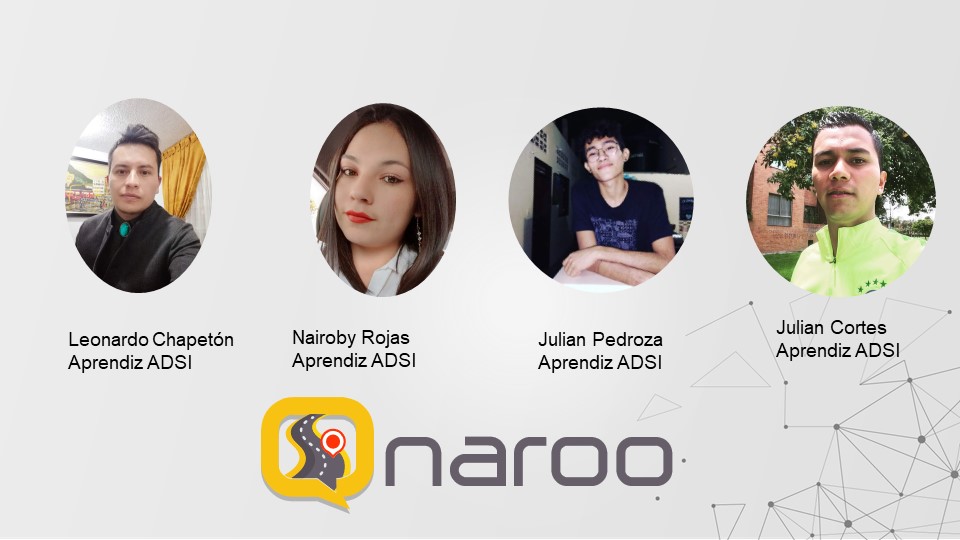 Leonardo Chapetón
Aprendiz ADSI
Nairoby Rojas
Aprendiz ADSI
Julian Pedroza
Aprendiz ADSI
Julian Cortes
Aprendiz ADSI
naroo